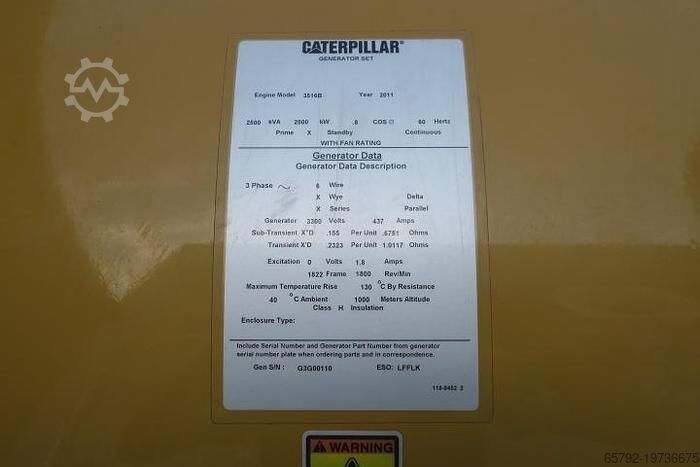 CATERPILLAR®
GENERATOR SET
Engine Model 3516B Year 2011
2500 kVA 2000 kW .8 COS ∅ 60 Hertz
Prime X Standby Continuous
WITH FAN RATING
Generator Data
Generator Data Description
3 Phase ~ 6 Wire
X Wye Delta
X Series Parallel
Generator 3300 Volts 437 Amps
Sub-Transient X"D .155 Per Unit .6751 Ohms
Transient X'D .2323 Per Unit 1.0117 Ohms
Excitation 0 Volts 1.8 Amps
1822 Frame 1800 Rev/Min
Maximum Temperature Rise 130 °C By Resistance
40 °C Ambient 1000 Meters Altitude
Class H Insulation
Enclosure Type:
Include Serial Number and Generator Part Number from generator
serial number plate when ordering parts and in correspondence.
Gen S/N : G3G00110 ESO: LFFLK
118-8482 2
WARNING
65792-19736675